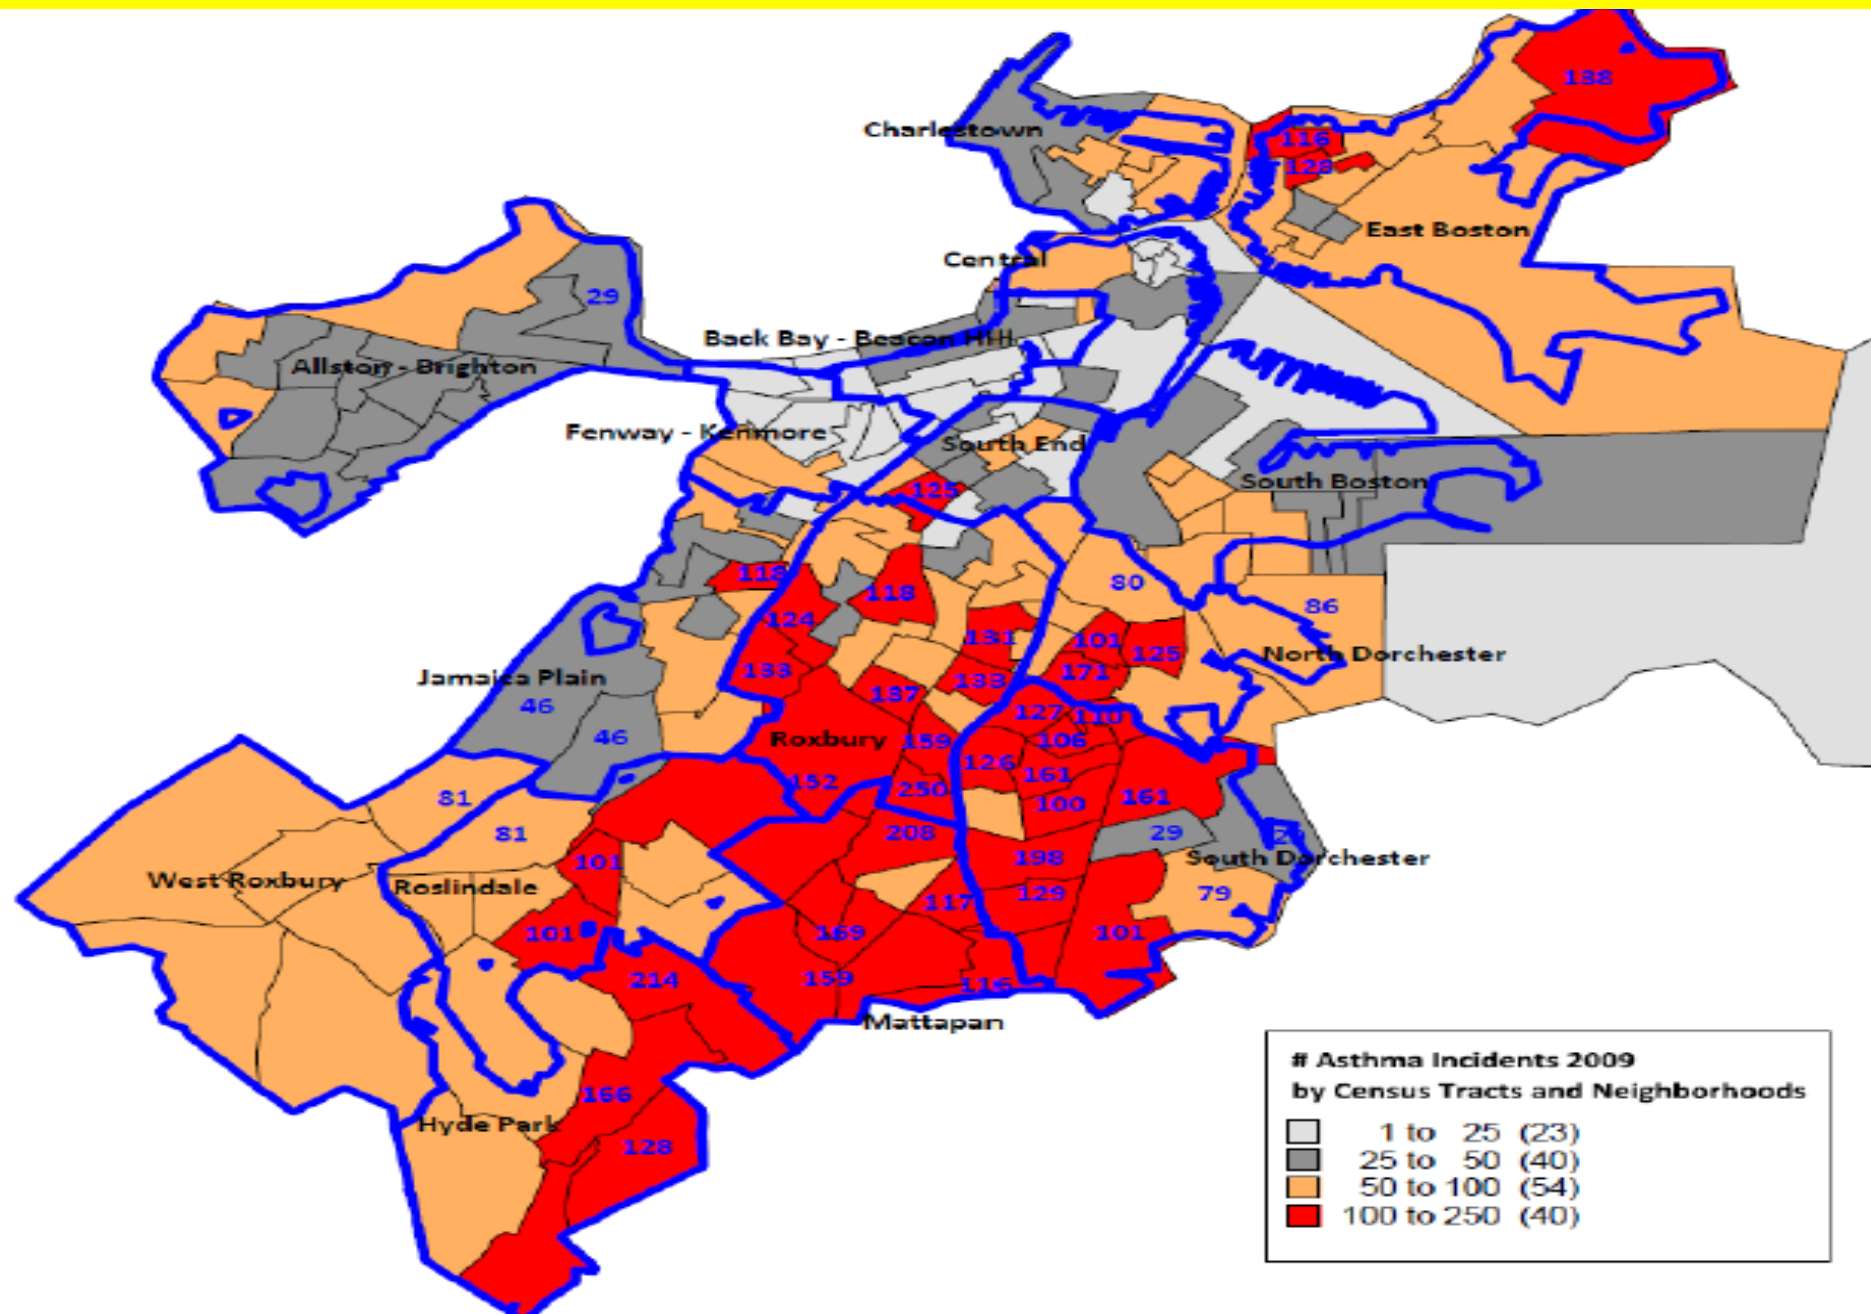 138
Charlestown
116
128
East Boston
Central
29
Back Bay - Beacon Hill
Allston - Brighton
Fenway - Kenmore
South End
South Boston
125
118
118
80
86
124
131
101
125
North Dorchester
133
133
171
Jamaica Plain
46
137
127
110
46
Roxbury
159
106
126
161
152
250
100
161
81
81
208
29
101
198
South Dorchester
West Roxbury
Roslindale
117
129
79
101
169
101
214
159
116
Mattapan
166
Hyde Park
128
# Asthma Incidents 2009
by Census Tracts and Neighborhoods
1 to 25 (23)
25 to 50 (40)
50 to 100 (54)
100 to 250 (40)